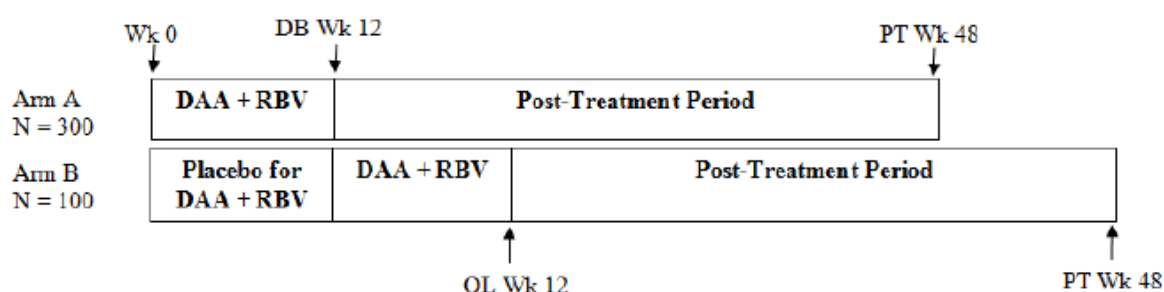 Wk 0
DB Wk 12
PT Wk 48
Arm A
N = 300
DAA + RBV
Post-Treatment Period
Arm B
N = 100
Placebo for
DAA + RBV
DAA + RBV
Post-Treatment Period
OL Wk 12
PT Wk 48